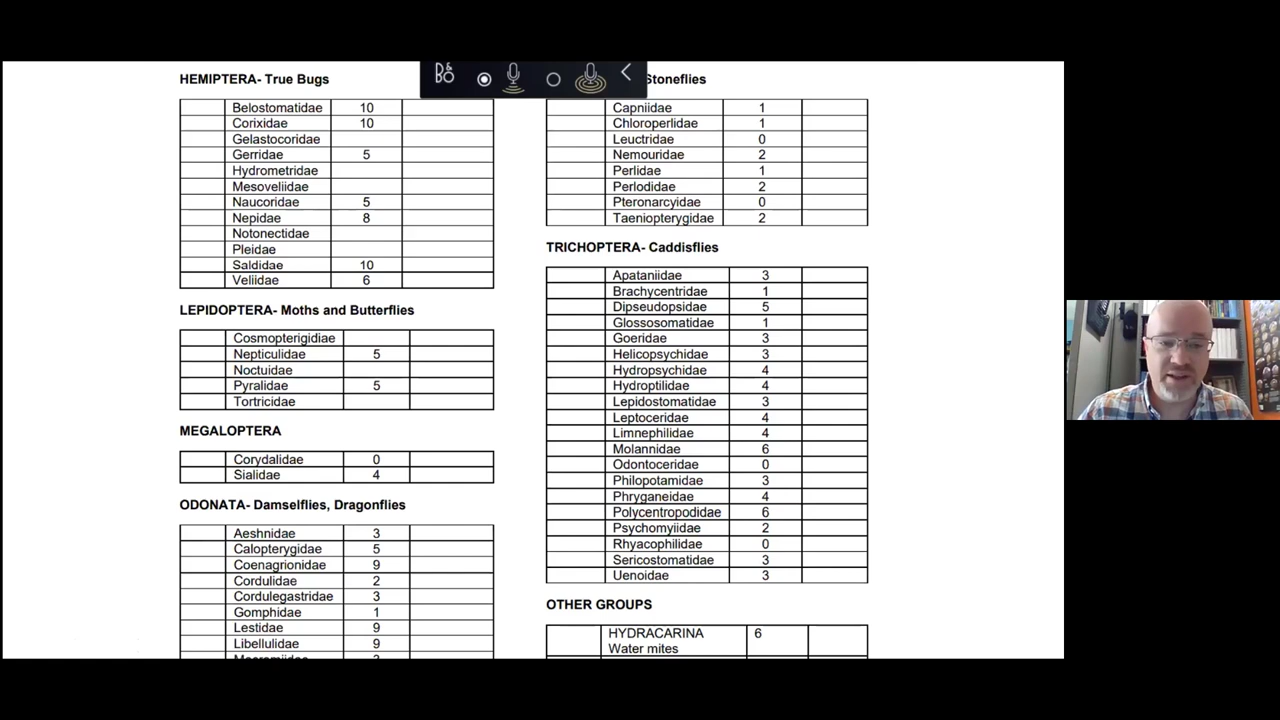 B&O
HEMIPTERA- True Bugs
Belostomatidae 10
Corixidae 10
Gelastocoridae
Gerridae 5
Hydrometridae
Mesoveliidae
Naucoridae 5
Nepidae 8
Notonectidae
Pleidae
Saldidae 10
Veliidae 6
LEPIDOPTERA- Moths and Butterflies
Cosmopterigidiae
Nepticulidae 5
Noctuidae
Pyralidae 5
Tortricidae
MEGALOPTERA
Corydalidae 0
Sialidae 4
ODONATA- Damselflies, Dragonflies
Aeshnidae 3
Calopterygidae 5
Coenagrionidae 9
Cordulidae 2
Cordulegastridae 3
Gomphidae 1
Lestidae 9
Libellulidae 9
Stoneflies
Capniidae 1
Chloroperlidae 1
Leuctridae 0
Nemouridae 2
Perlidae 1
Perlodidae 2
Pteronarcyidae 0
Taeniopterygidae 2
TRICHOPTERA- Caddisflies
Apataniidae 3
Brachycentridae 1
Dipseudopsidae 5
Glossosomatidae 1
Goeridae 3
Helicopsychidae 3
Hydropsychidae 4
Hydroptilidae 4
Lepidostomatidae 3
Leptoceridae 4
Limnephilidae 4
Molannidae 6
Odontoceridae 0
Philopotamidae 3
Phryganeidae 4
Polycentropodidae 6
Psychomyiidae 2
Rhyacophilidae 0
Sericostomatidae 3
Uenoidae 3
OTHER GROUPS
HYDRACARINA 6
Water mites